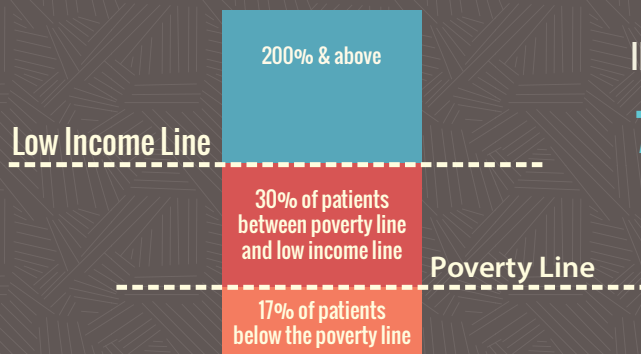 200% & above
Low Income Line
30% of patients
between poverty line
and low income line
Poverty Line
17% of patients
below the poverty line